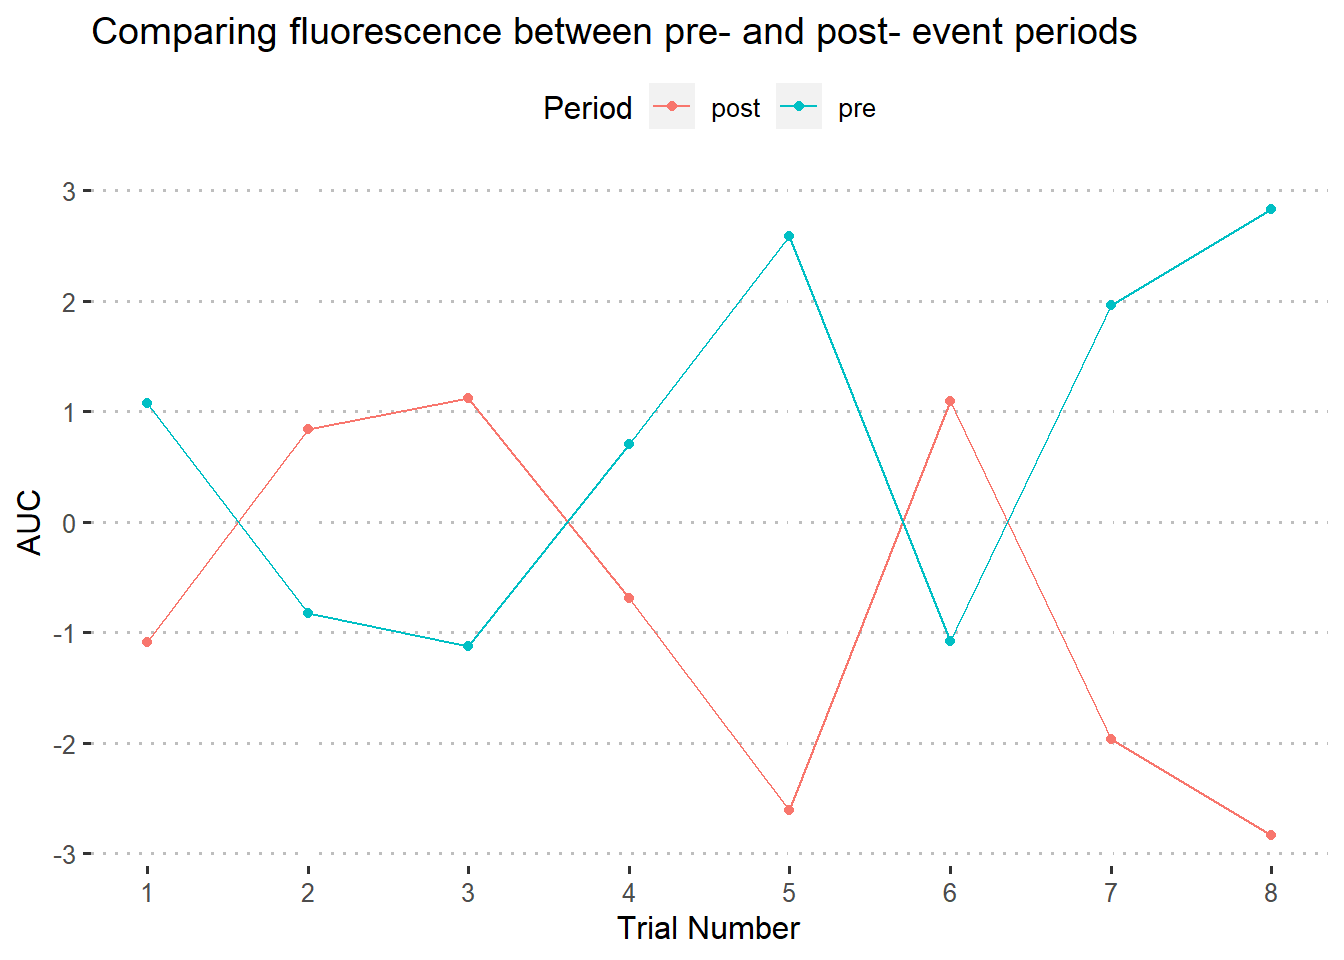 Comparing fluorescence between pre- and post- event periods
Period post pre
3
2
1
0
-1
-2
-3
AUC
1 2 3 4 5 6 7 8
Trial Number